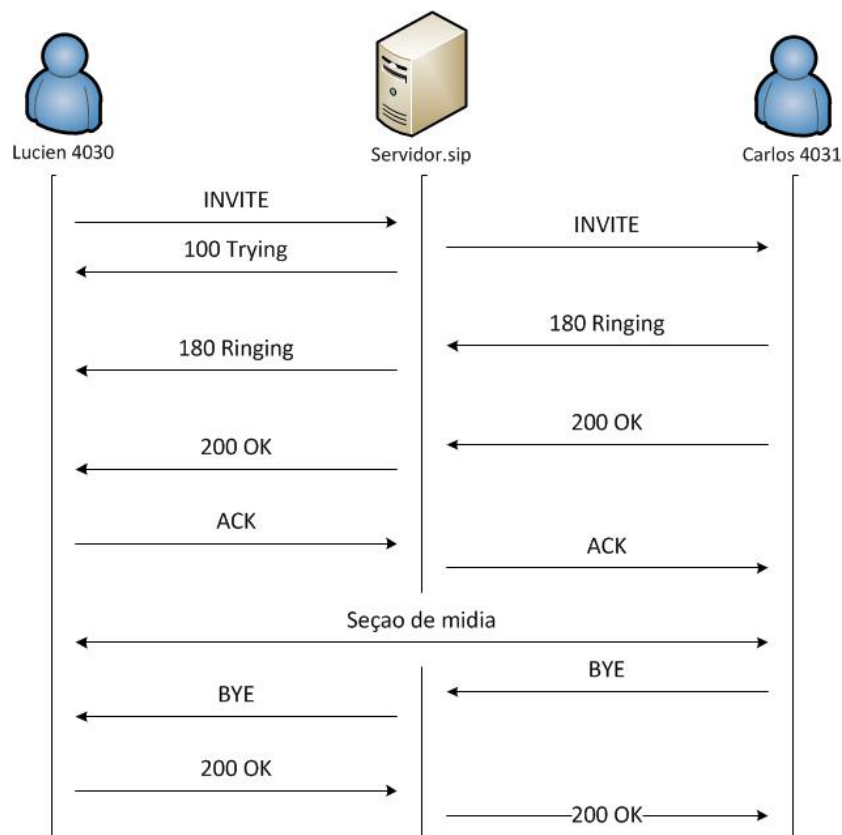 Lucien 4030
Servidor.sip
Carlos 4031
INVITE
INVITE
100 Trying
180 Ringing
180 Ringing
200 OK
200 OK
ACK
ACK
Seçao de midia
BYE
BYE
200 OK
200 OK